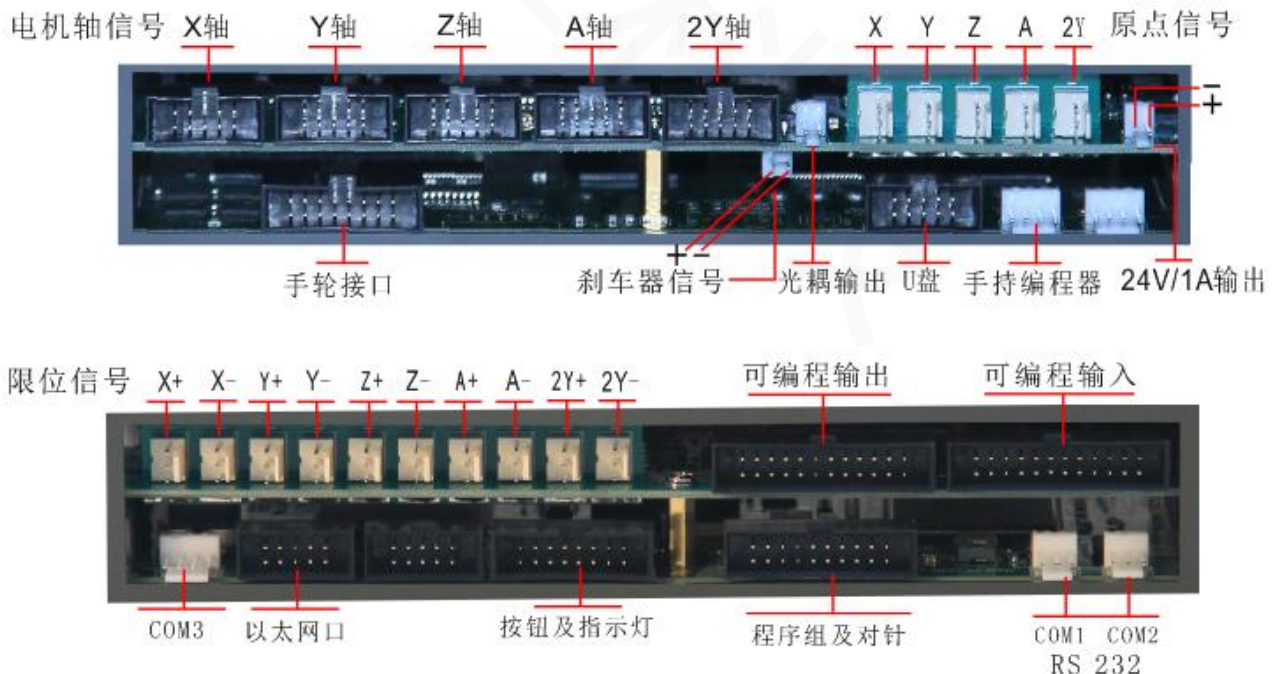 电机轴信号 X轴 Y轴 Z轴 A轴 2Y轴 X Y Z A 2Y 原点信号
-
+
+-
手轮接口 刹车器信号 光耦输出 U盘 手持编程器 24V/1A输出
限位信号 X+ X- Y+ Y- Z+ Z- A+ A- 2Y+ 2Y- 可编程输出 可编程输入
COM3 以太网口 按钮及指示灯 程序组及对针 COM1 COM2
RS 232